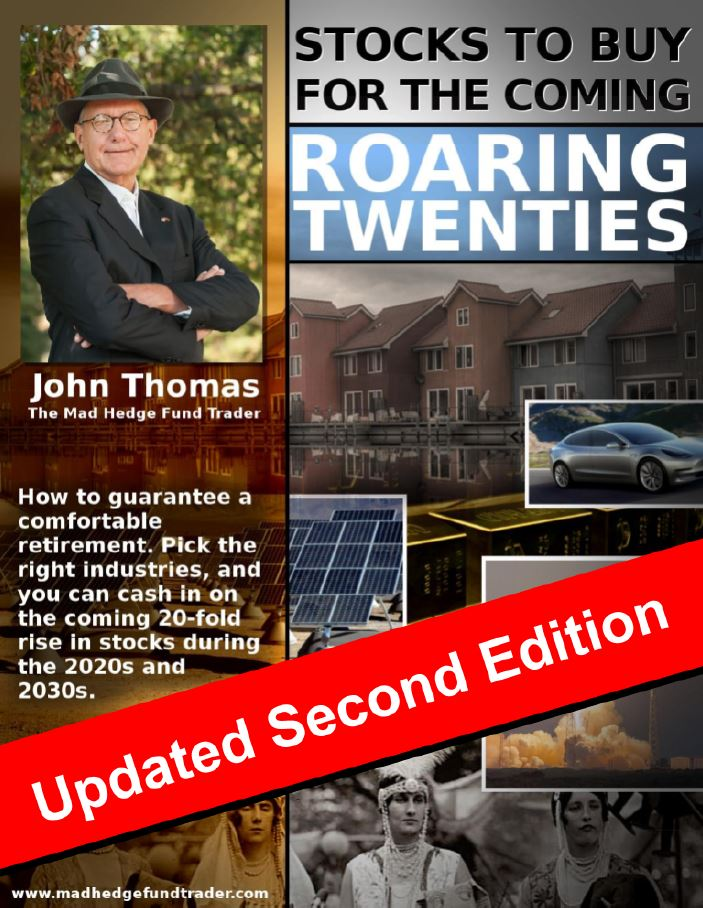 STOCKS TO BUY
FOR THE COMING
ROARING
TWENTIES
John Thomas
The Mad Hedge Fund Trader
How to guarantee a
comfortable
retirement. Pick the
right industries, and
you can cash in on
the coming 20-fold
rise in stocks during
the 2020s and
2030s.
Updated Second Edition
www.madhedgefundtrader.com